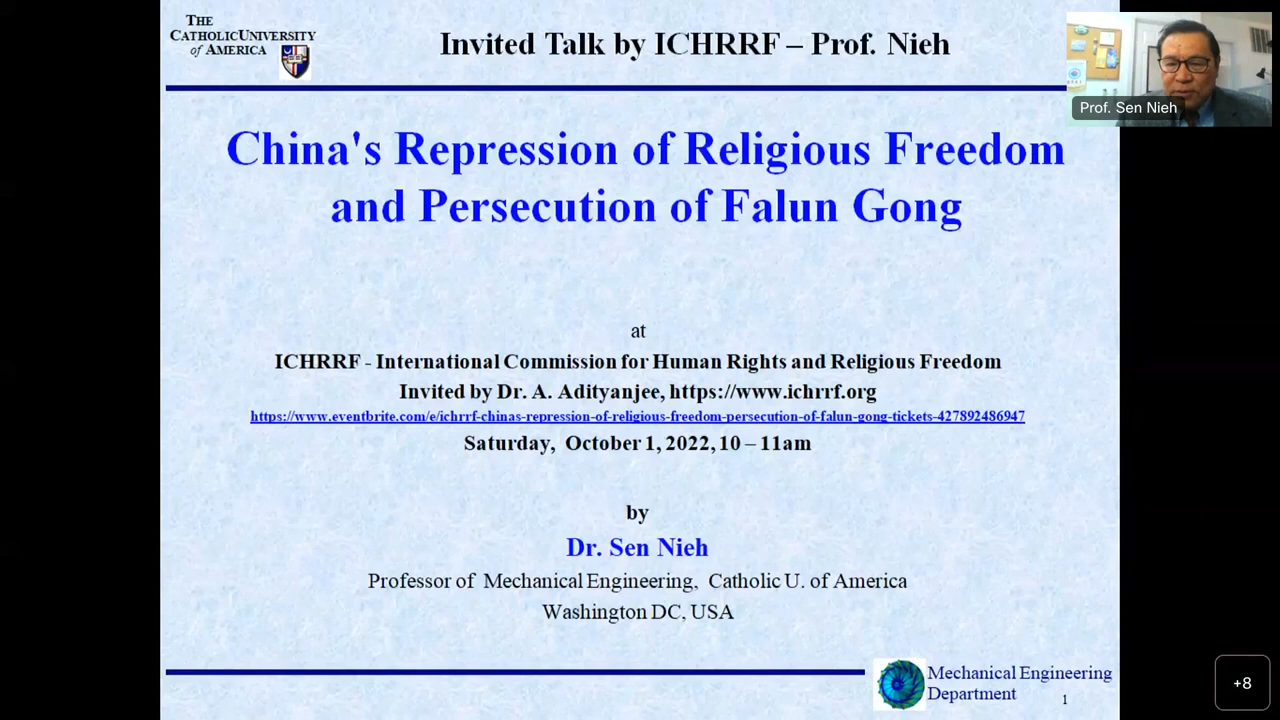 THE
CATHOLIC UNIVERSITY
of AMERICA
Invited Talk by ICHRRF – Prof. Nieh
Prof. Sen Nieh
China's Repression of Religious Freedom
and Persecution of Falun Gong
at
ICHRRF - International Commission for Human Rights and Religious Freedom
Invited by Dr. A. Adityanjee, https://www.ichrrf.org
https://www.eventbrite.com/e/ichrrf-chinas-repression-of-religious-freedom-persecution-of-falun-gong-tickets-427892486947
Saturday, October 1, 2022, 10 – 11am
by
Dr. Sen Nieh
Professor of Mechanical Engineering, Catholic U. of America
Washington DC, USA
Mechanical Engineering
Department
1
+8